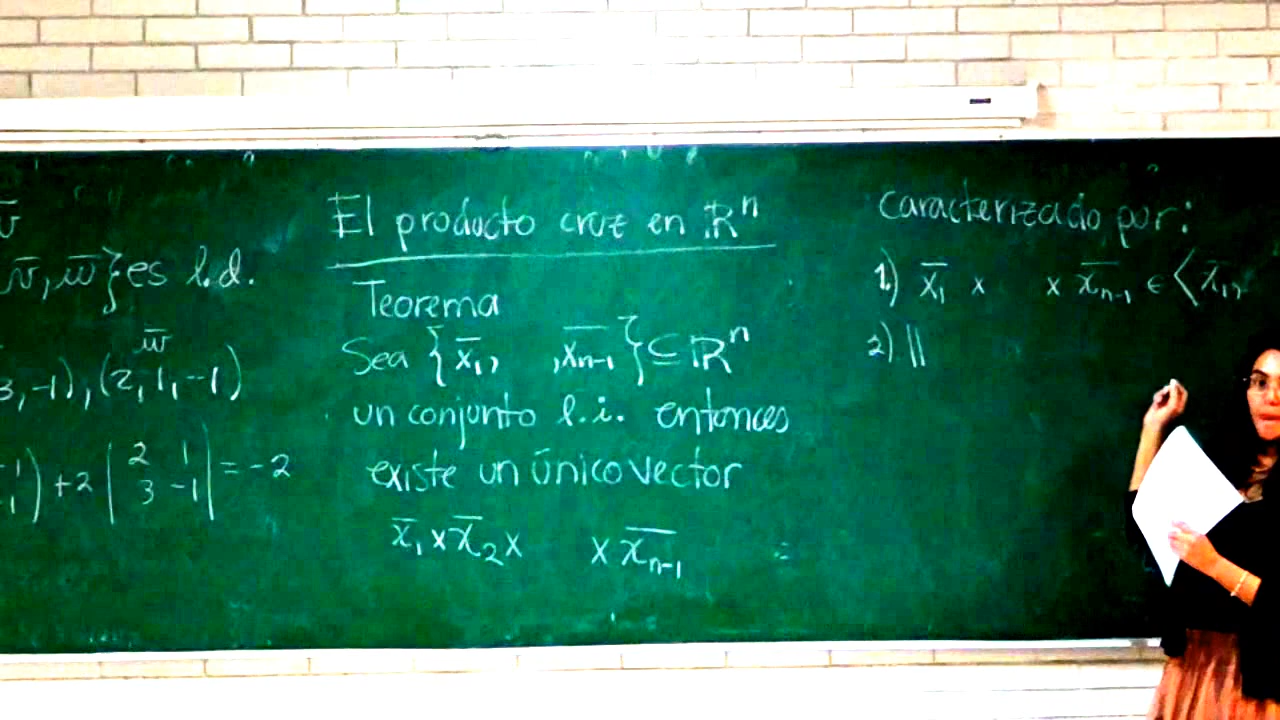 v̄
v̄, w̄} es l.d.
w̄
3, -1), (2, 1, -1)
+2 | 2 1 | = -2
3 -1
El producto cruz en ℝⁿ
Teorema
Sea {x̄₁, , x̄ₙ₋₁} ⊆ ℝⁿ
un conjunto l.i. entonces
existe un único vector
x̄₁ x x̄₂ x x x̄ₙ₋₁
caracterizado por:
1.) x̄₁ x x x̄ₙ₋₁ ∈ ⟨x̄₁,
2). ||